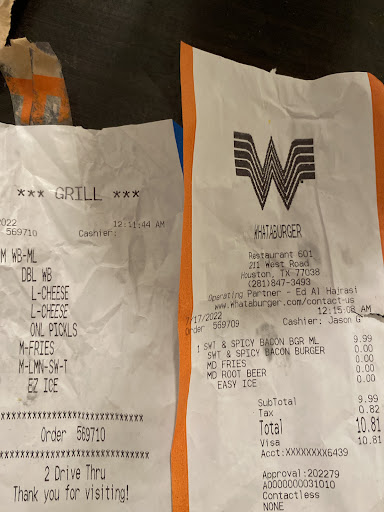 *** GRILL ***
2022 12:11:44 AM
569710 Cashier:
M WB-ML
DBL WB
L-CHEESE
L-CHEESE
ONL PICKLS
M-FRIES
M-LMN-SW-T
EZ ICE
Order 569710
2 Drive Thru
Thank you for visiting!
WHATABURGER
Restaurant 601
211 West Road
Houston, TX 77038
(281)847-3493
Operating Partner - Ed Al Hajrasi
www.whataburger.com/contact-us
7/17/2022 12:15:08 AM
Order 569709 Cashier: Jason G
1 SWT & SPICY BACON BGR ML 9.99
SWT & SPICY BACON BURGER 0.00
MD FRIES 0.00
MD ROOT BEER 0.00
EASY ICE
SubTotal 9.99
Tax 0.82
Total 10.81
Visa 10.81
Acct:XXXXXXXX6439
Approval:202279
A0000000031010
Contactless
NONE